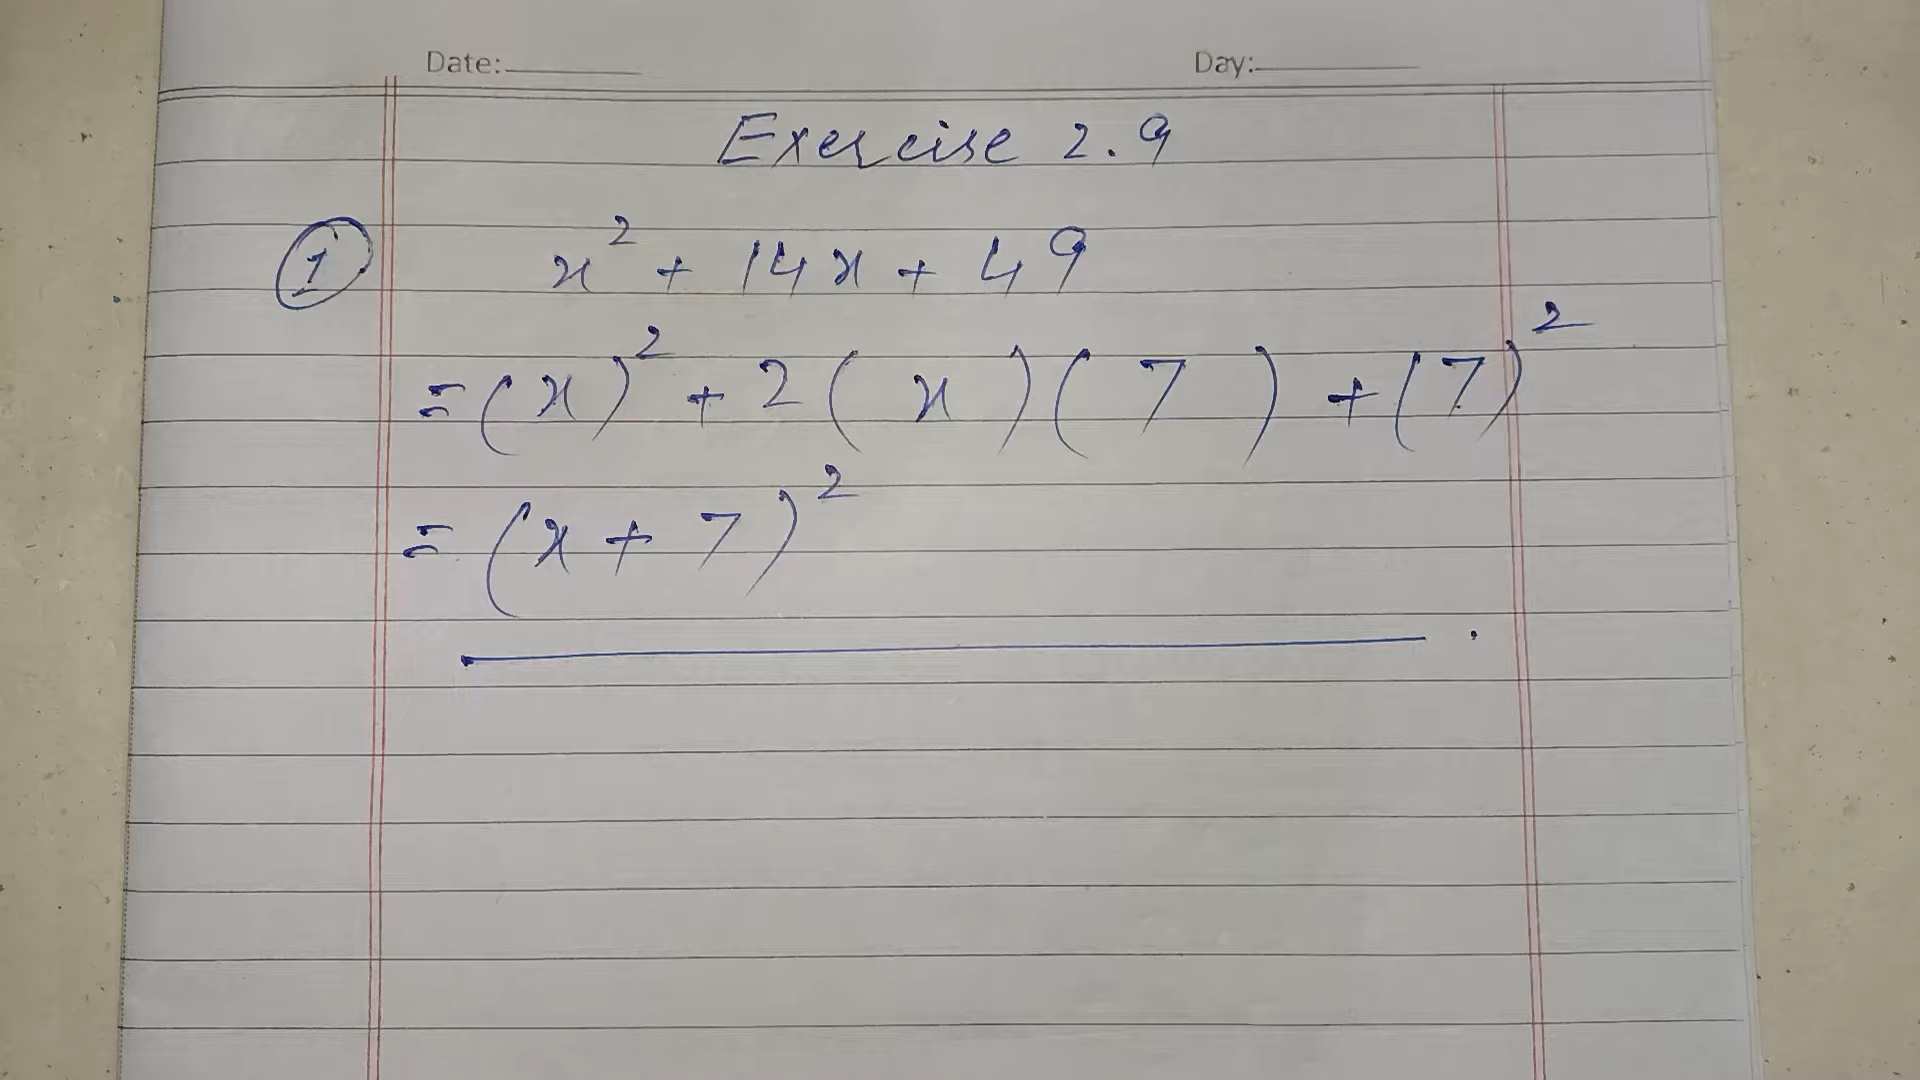 Date: Day:
Exercise 2.9
1 x² + 14x + 49
= (x)² + 2(x)(7) + (7)²
= (x + 7)²